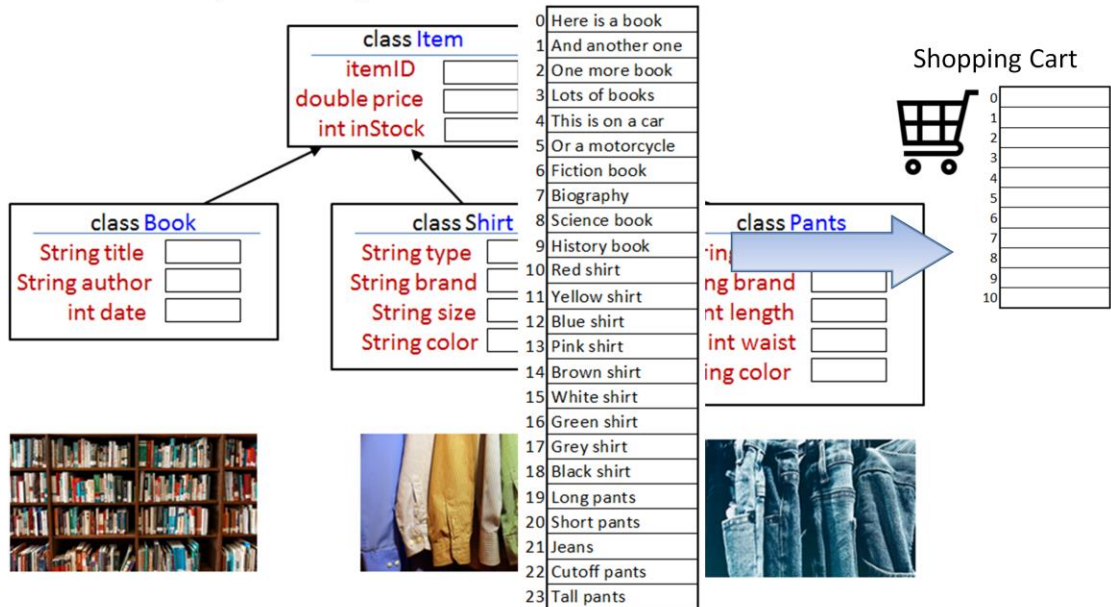 class Item
itemID
double price
int inStock
class Book
String title
String author
int date
class Shirt
String type
String brand
String size
String color
0 Here is a book
1 And another one
2 One more book
3 Lots of books
4 This is on a car
5 Or a motorcycle
6 Fiction book
7 Biography
8 Science book
9 History book
10 Red shirt
11 Yellow shirt
12 Blue shirt
13 Pink shirt
14 Brown shirt
15 White shirt
16 Green shirt
17 Grey shirt
18 Black shirt
19 Long pants
20 Short pants
21 Jeans
22 Cutoff pants
23 Tall pants
class Pants
ring
ng brand
nt length
int waist
ing color
Shopping Cart
0
1
2
3
4
5
6
7
8
9
10